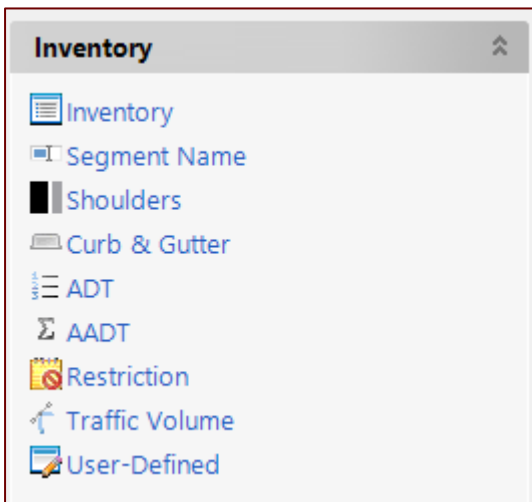 Inventory
Inventory
Segment Name
Shoulders
Curb & Gutter
ADT
AADT
Restriction
Traffic Volume
User-Defined